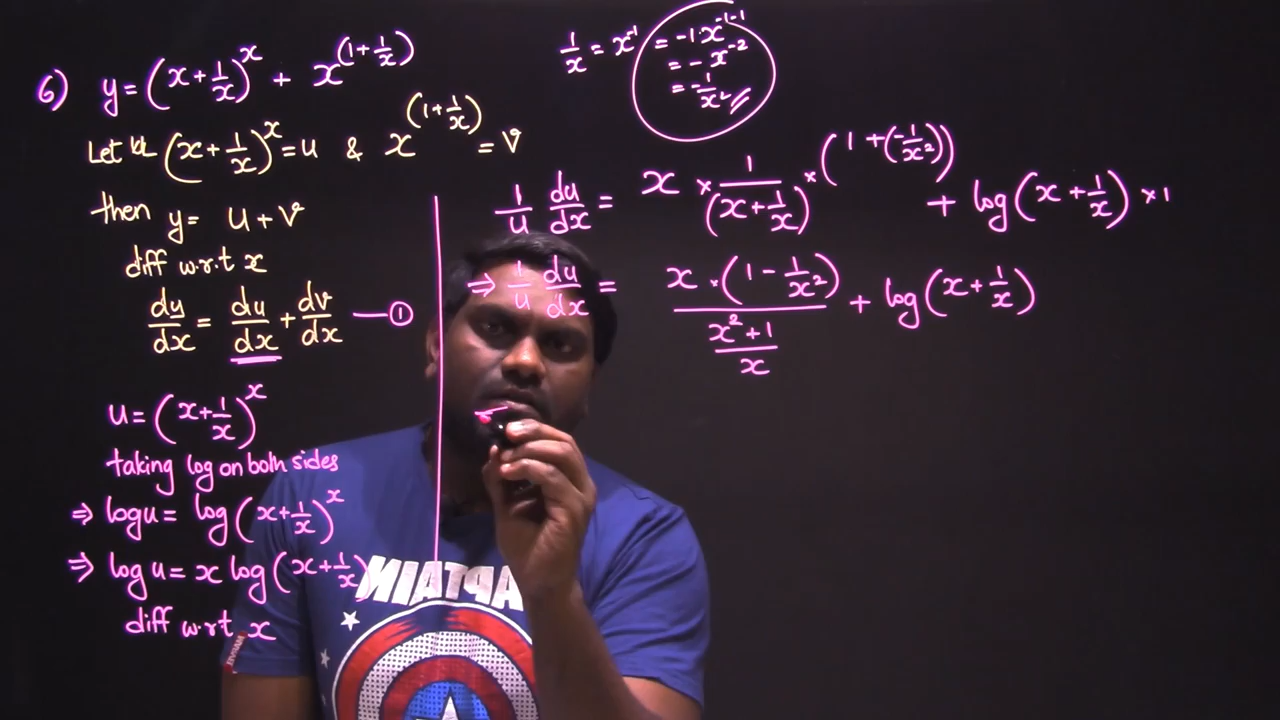 6) y = (x + 1/x)^x + x^(1 + 1/x)
Let (x + 1/x)^x = u & x^(1 + 1/x) = v
then y = u + v
diff w.r.t x
dy/dx = du/dx + dv/dx — ①
u = (x + 1/x)^x
taking log on both sides
⇒ log u = log (x + 1/x)^x
⇒ log u = x log (x + 1/x)
diff w.r.t x
1/x = x^-1 = -1·x^(-1-1)
= -x^-2
= -1/x²
1/u du/dx = x × 1/(x + 1/x) × (1 + (-1/x²)) + log (x + 1/x) × 1
⇒ 1/u du/dx = x·(1 - 1/x²) / ((x² + 1)/x) + log (x + 1/x)
CAPTAIN